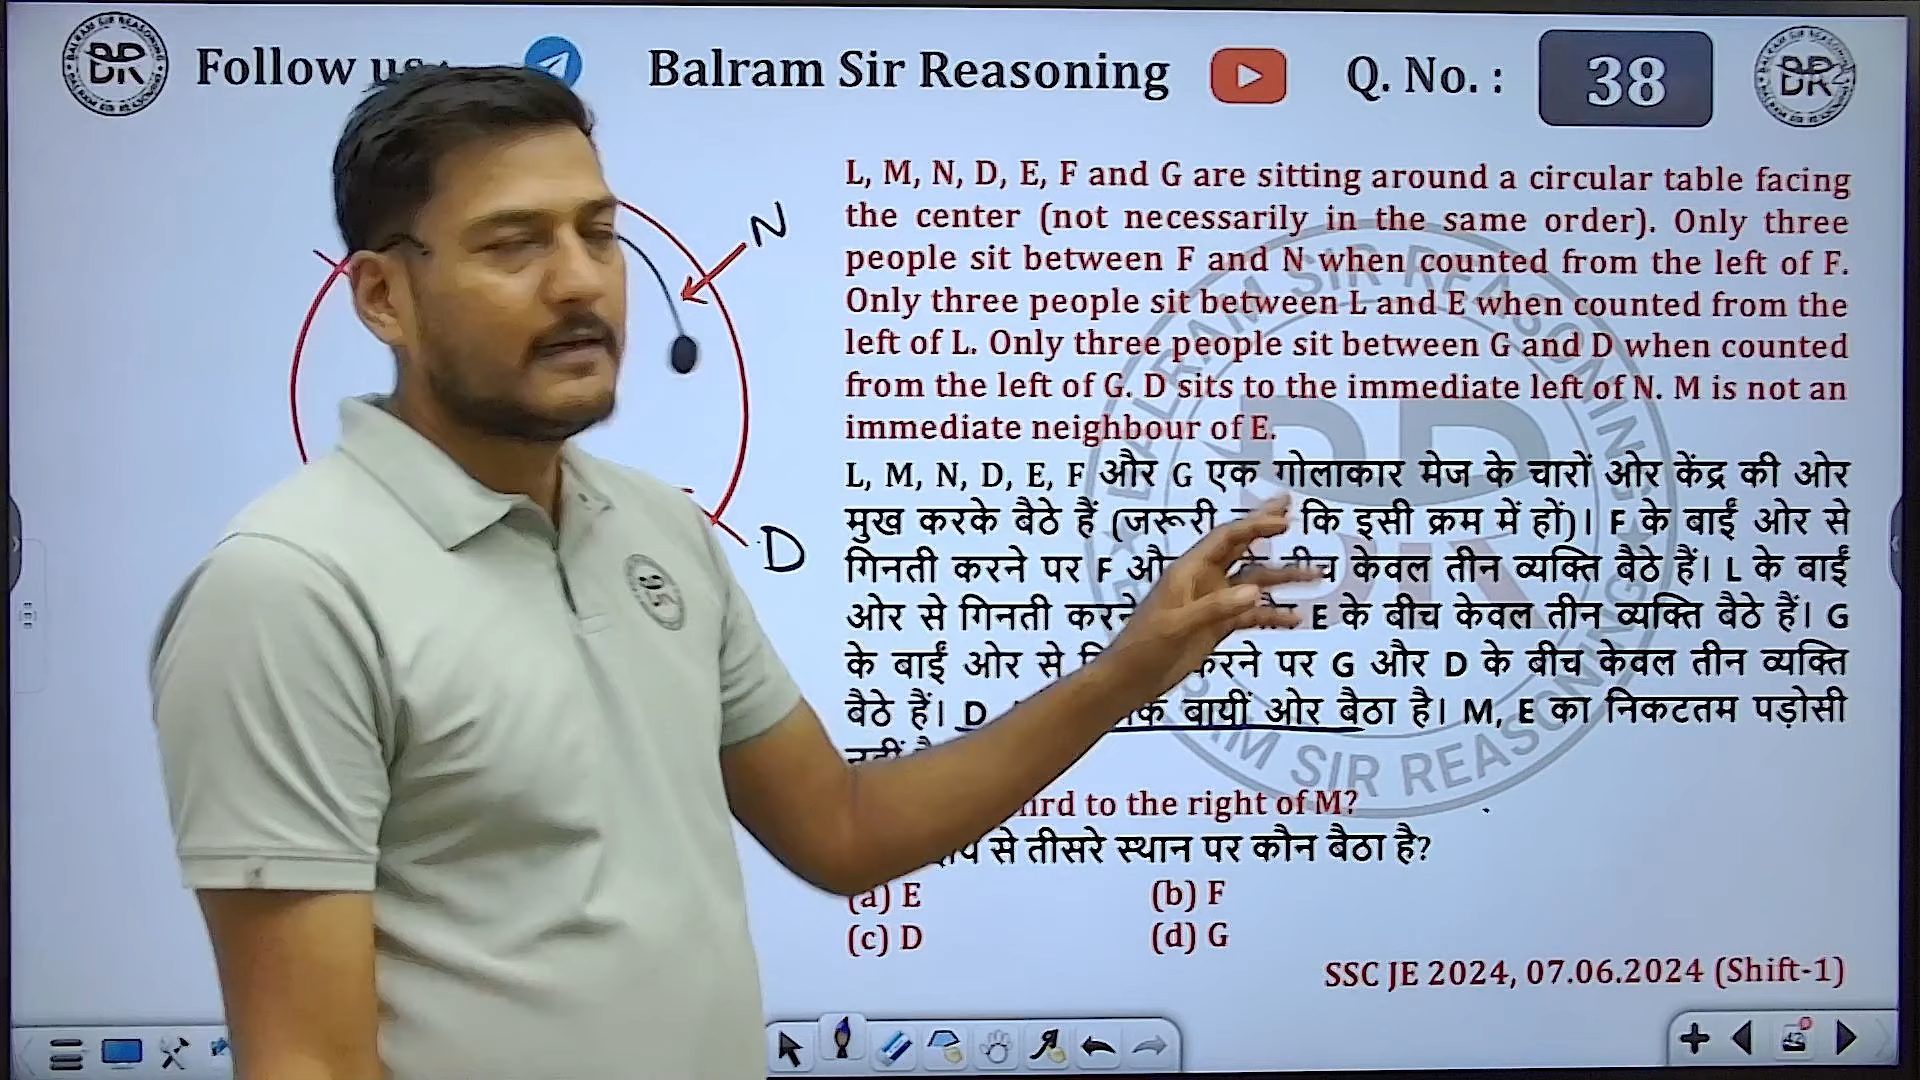 Follow us :
Balram Sir Reasoning
Q. No. :
38
L, M, N, D, E, F and G are sitting around a circular table facing
the center (not necessarily in the same order). Only three
people sit between F and N when counted from the left of F.
Only three people sit between L and E when counted from the
left of L. Only three people sit between G and D when counted
from the left of G. D sits to the immediate left of N. M is not an
immediate neighbour of E.
L, M, N, D, E, F और G एक गोलाकार मेज के चारों ओर केंद्र की ओर
मुख करके बैठे हैं (जरूरी कि इसी क्रम में हों)। F के बाईं ओर से
गिनती करने पर F बीच केवल तीन व्यक्ति बैठे हैं। L के बाईं
ओर से गिनती करने E के बीच केवल तीन व्यक्ति बैठे हैं। G
के बाईं ओर से करने पर G और D के बीच केवल तीन व्यक्ति
बैठे हैं। D बायीं ओर बैठा है। M, E का निकटतम पड़ोसी
to the right of M?
से तीसरे स्थान पर कौन बैठा है?
(a) E
(b) F
(c) D
(d) G
SSC JE 2024, 07.06.2024 (Shift-1)
N
D
BALRAM SIR REASONING